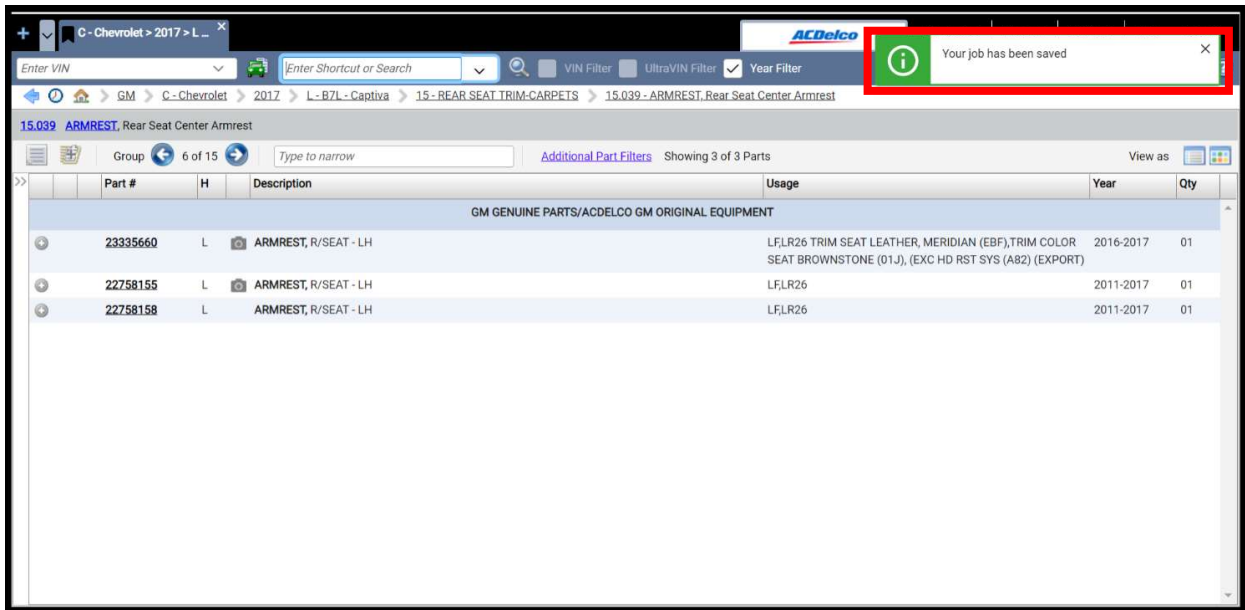 C - Chevrolet > 2017 > L ...
ACDelco
Your job has been saved
Enter VIN
Enter Shortcut or Search
VIN Filter
UltraVIN Filter
Year Filter
GM
C - Chevrolet
2017
L - B7L - Captiva
15 - REAR SEAT TRIM-CARPETS
15.039 - ARMREST, Rear Seat Center Armrest
15.039 ARMREST, Rear Seat Center Armrest
Group 6 of 15
Type to narrow
Additional Part Filters
Showing 3 of 3 Parts
View as
>> Part # H Description Usage Year Qty
GM GENUINE PARTS/ACDELCO GM ORIGINAL EQUIPMENT
23335660 L ARMREST, R/SEAT - LH LF,LR26 TRIM SEAT LEATHER, MERIDIAN (EBF),TRIM COLOR 2016-2017 01
SEAT BROWNSTONE (01J), (EXC HD RST SYS (A82) (EXPORT)
22758155 L ARMREST, R/SEAT - LH LF,LR26 2011-2017 01
22758158 L ARMREST, R/SEAT - LH LF,LR26 2011-2017 01